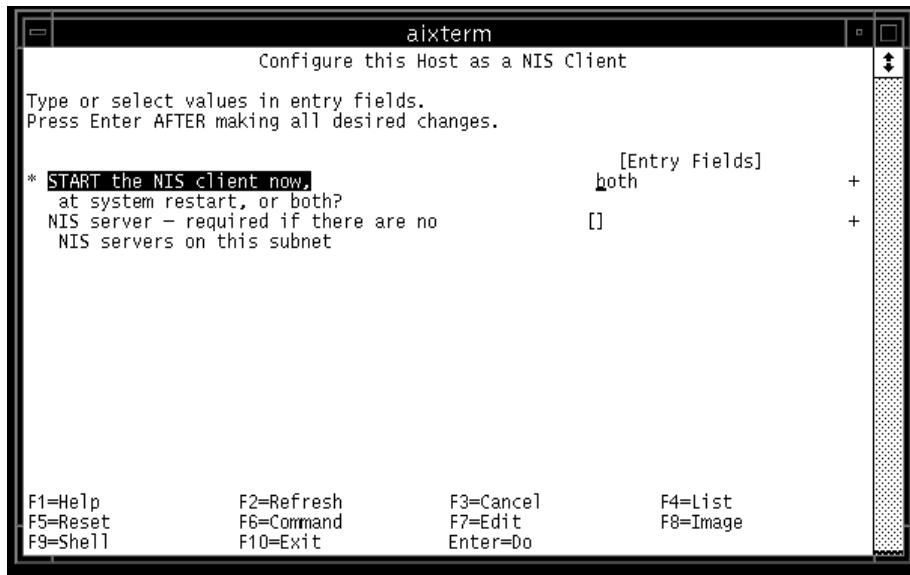 aixterm
Configure this Host as a NIS Client
Type or select values in entry fields.
Press Enter AFTER making all desired changes.
[Entry Fields]
* START the NIS client now, both +
at system restart, or both?
NIS server – required if there are no [] +
NIS servers on this subnet
F1=Help F2=Refresh F3=Cancel F4=List
F5=Reset F6=Command F7=Edit F8=Image
F9=Shell F10=Exit Enter=Do